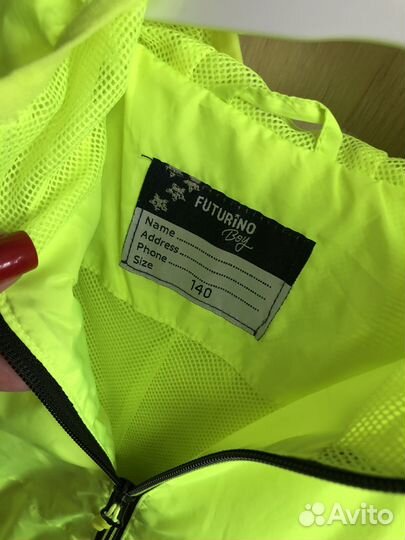 FUTURiNO
Boy
Name
Address
Phone
Size 140
Avito